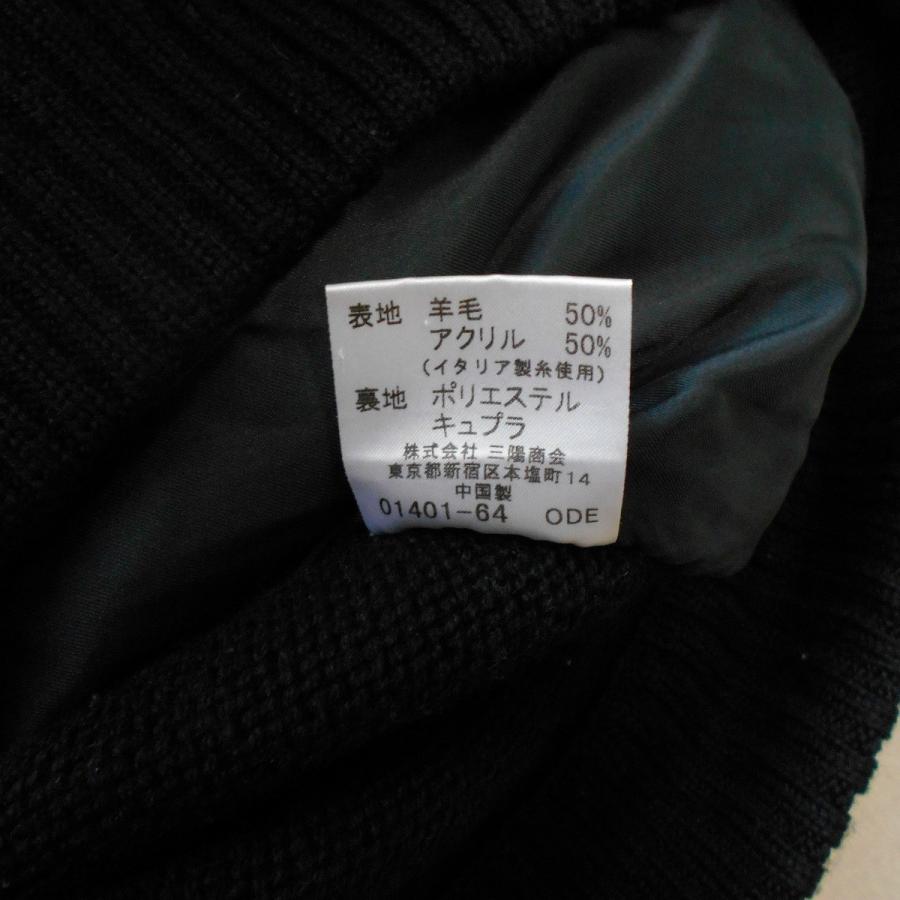 表地 羊毛 50%
アクリル 50%
(イタリア製糸使用)
裏地 ポリエステル
キュプラ
株式会社 三陽商会
東京都新宿区本塩町14
中国製
01401-64 ODE